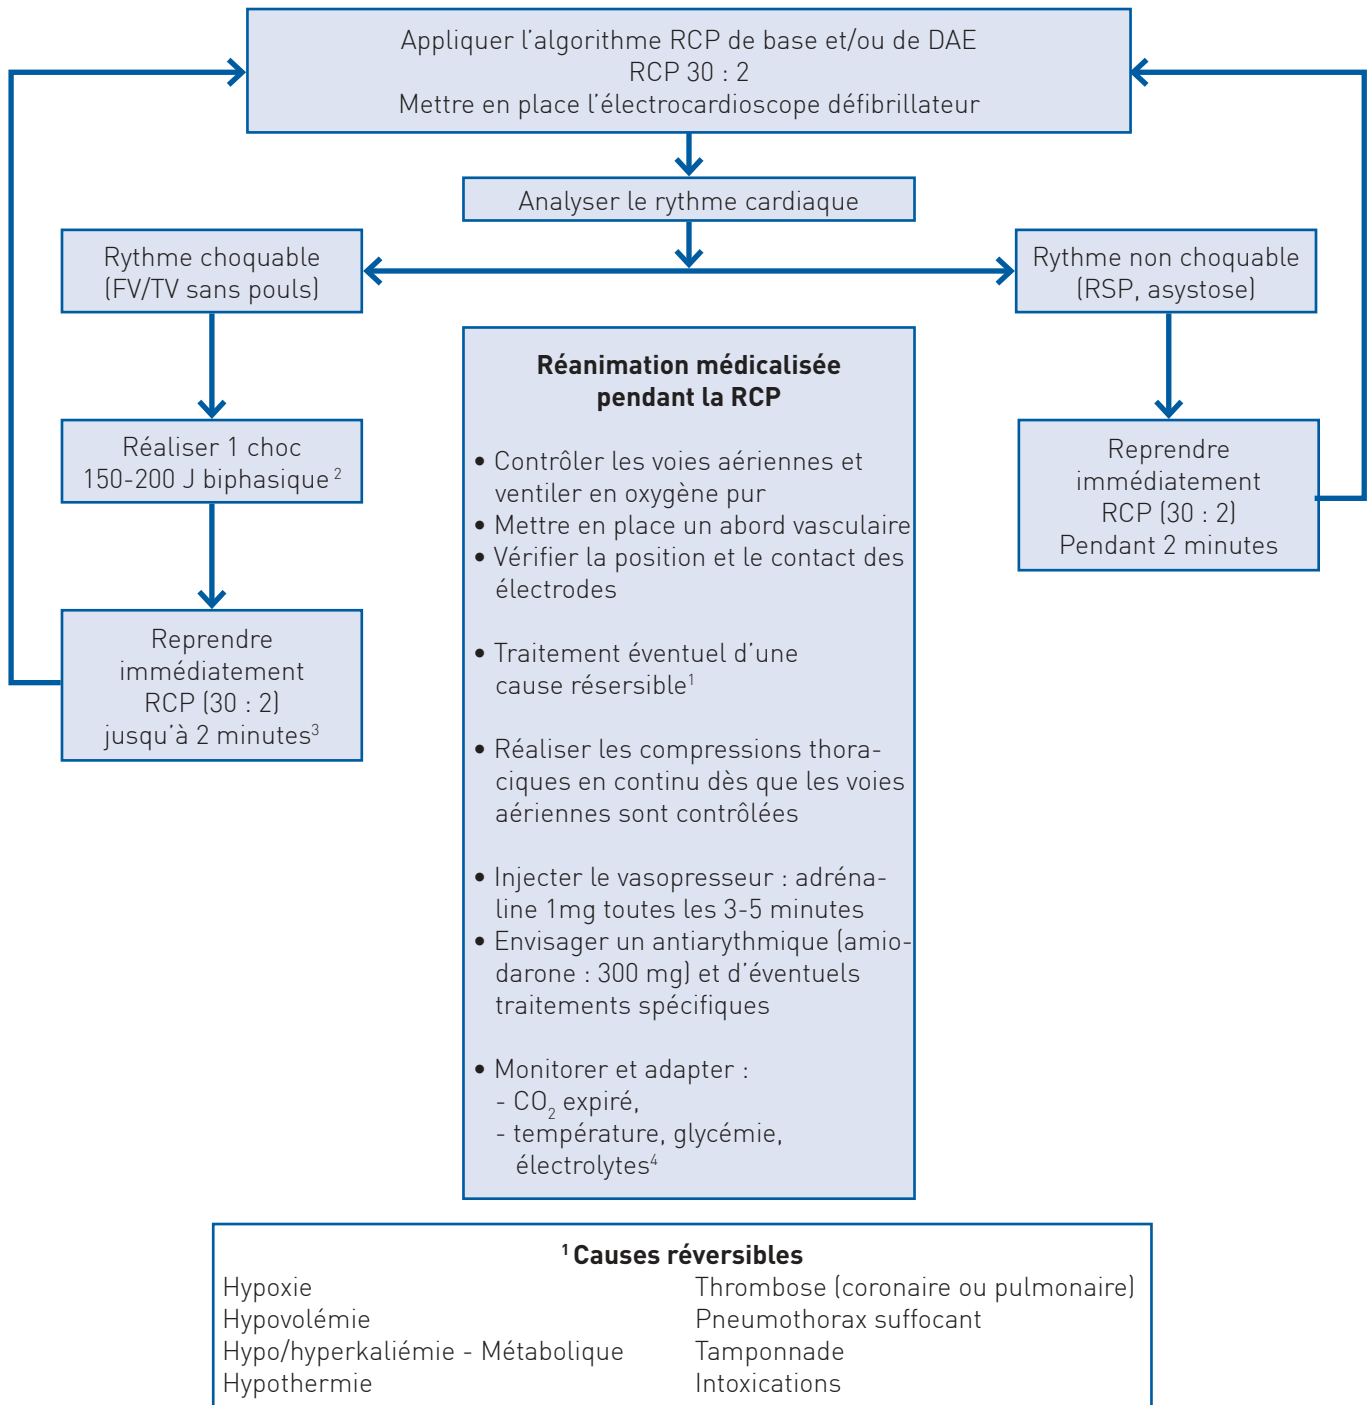 Appliquer l’algorithme RCP de base et/ou de DAE
RCP 30 : 2
Mettre en place l’électrocardioscope défibrillateur
Analyser le rythme cardiaque
Rythme choquable
(FV/TV sans pouls)
Rythme non choquable
(RSP, asystose)
Réaliser 1 choc
150-200 J biphasique ²
Reprendre
immédiatement
RCP (30 : 2)
jusqu’à 2 minutes³
Réanimation médicalisée
pendant la RCP
• Contrôler les voies aériennes et
ventiler en oxygène pur
• Mettre en place un abord vasculaire
• Vérifier la position et le contact des
électrodes
• Traitement éventuel d’une
cause résersible¹
• Réaliser les compressions thora-
ciques en continu dès que les voies
aériennes sont contrôlées
• Injecter le vasopresseur : adréna-
line 1mg toutes les 3-5 minutes
• Envisager un antiarythmique (amio-
darone : 300 mg) et d’éventuels
traitements spécifiques
• Monitorer et adapter :
- CO₂ expiré,
- température, glycémie,
électrolytes⁴
Reprendre
immédiatement
RCP (30 : 2)
Pendant 2 minutes
¹ Causes réversibles
Hypoxie
Hypovolémie
Hypo/hyperkaliémie - Métabolique
Hypothermie
Thrombose (coronaire ou pulmonaire)
Pneumothorax suffocant
Tamponnade
Intoxications